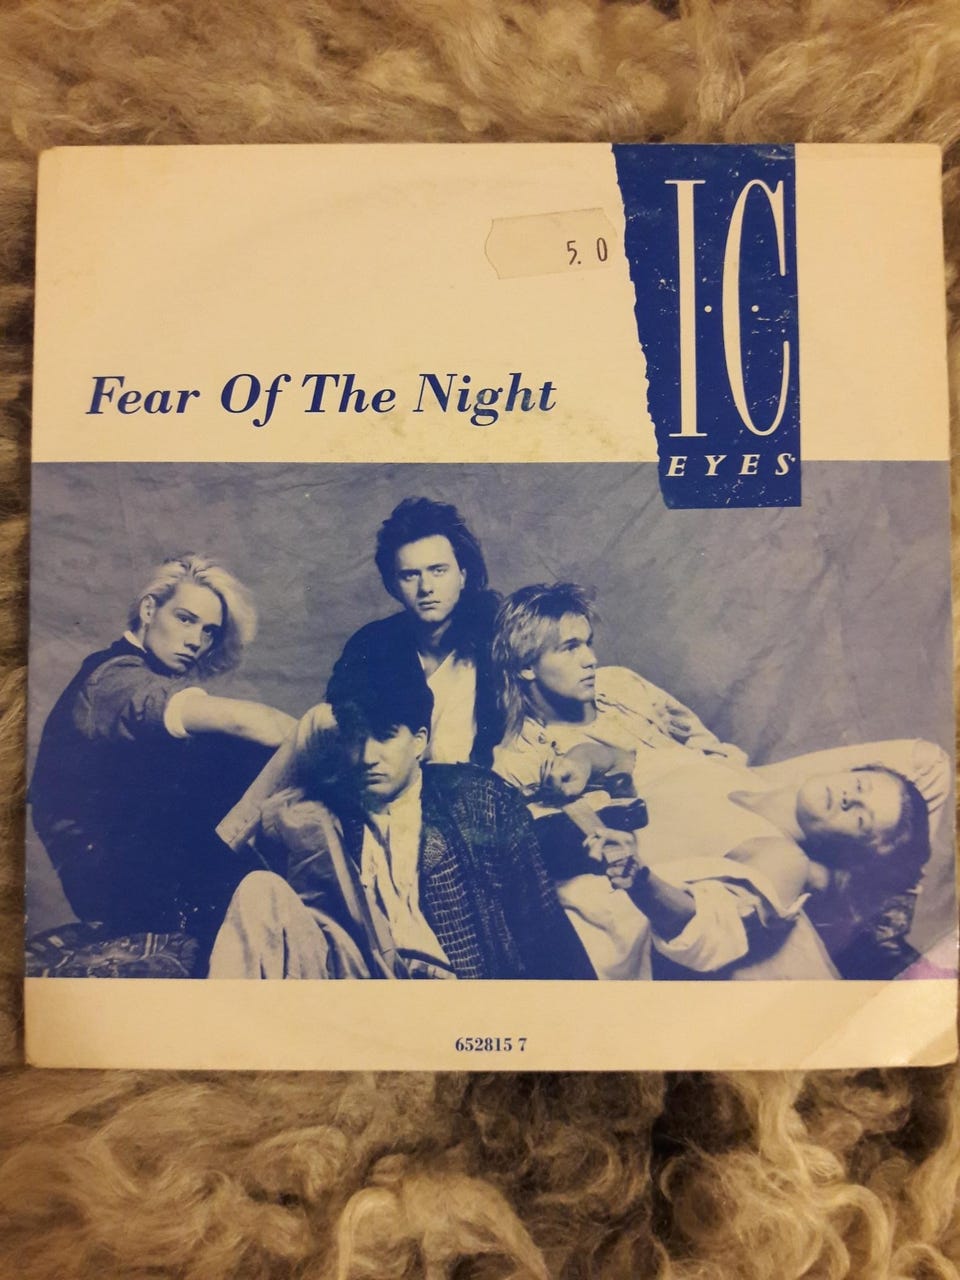 I·C·
EYES
5.0
Fear Of The Night
652815 7